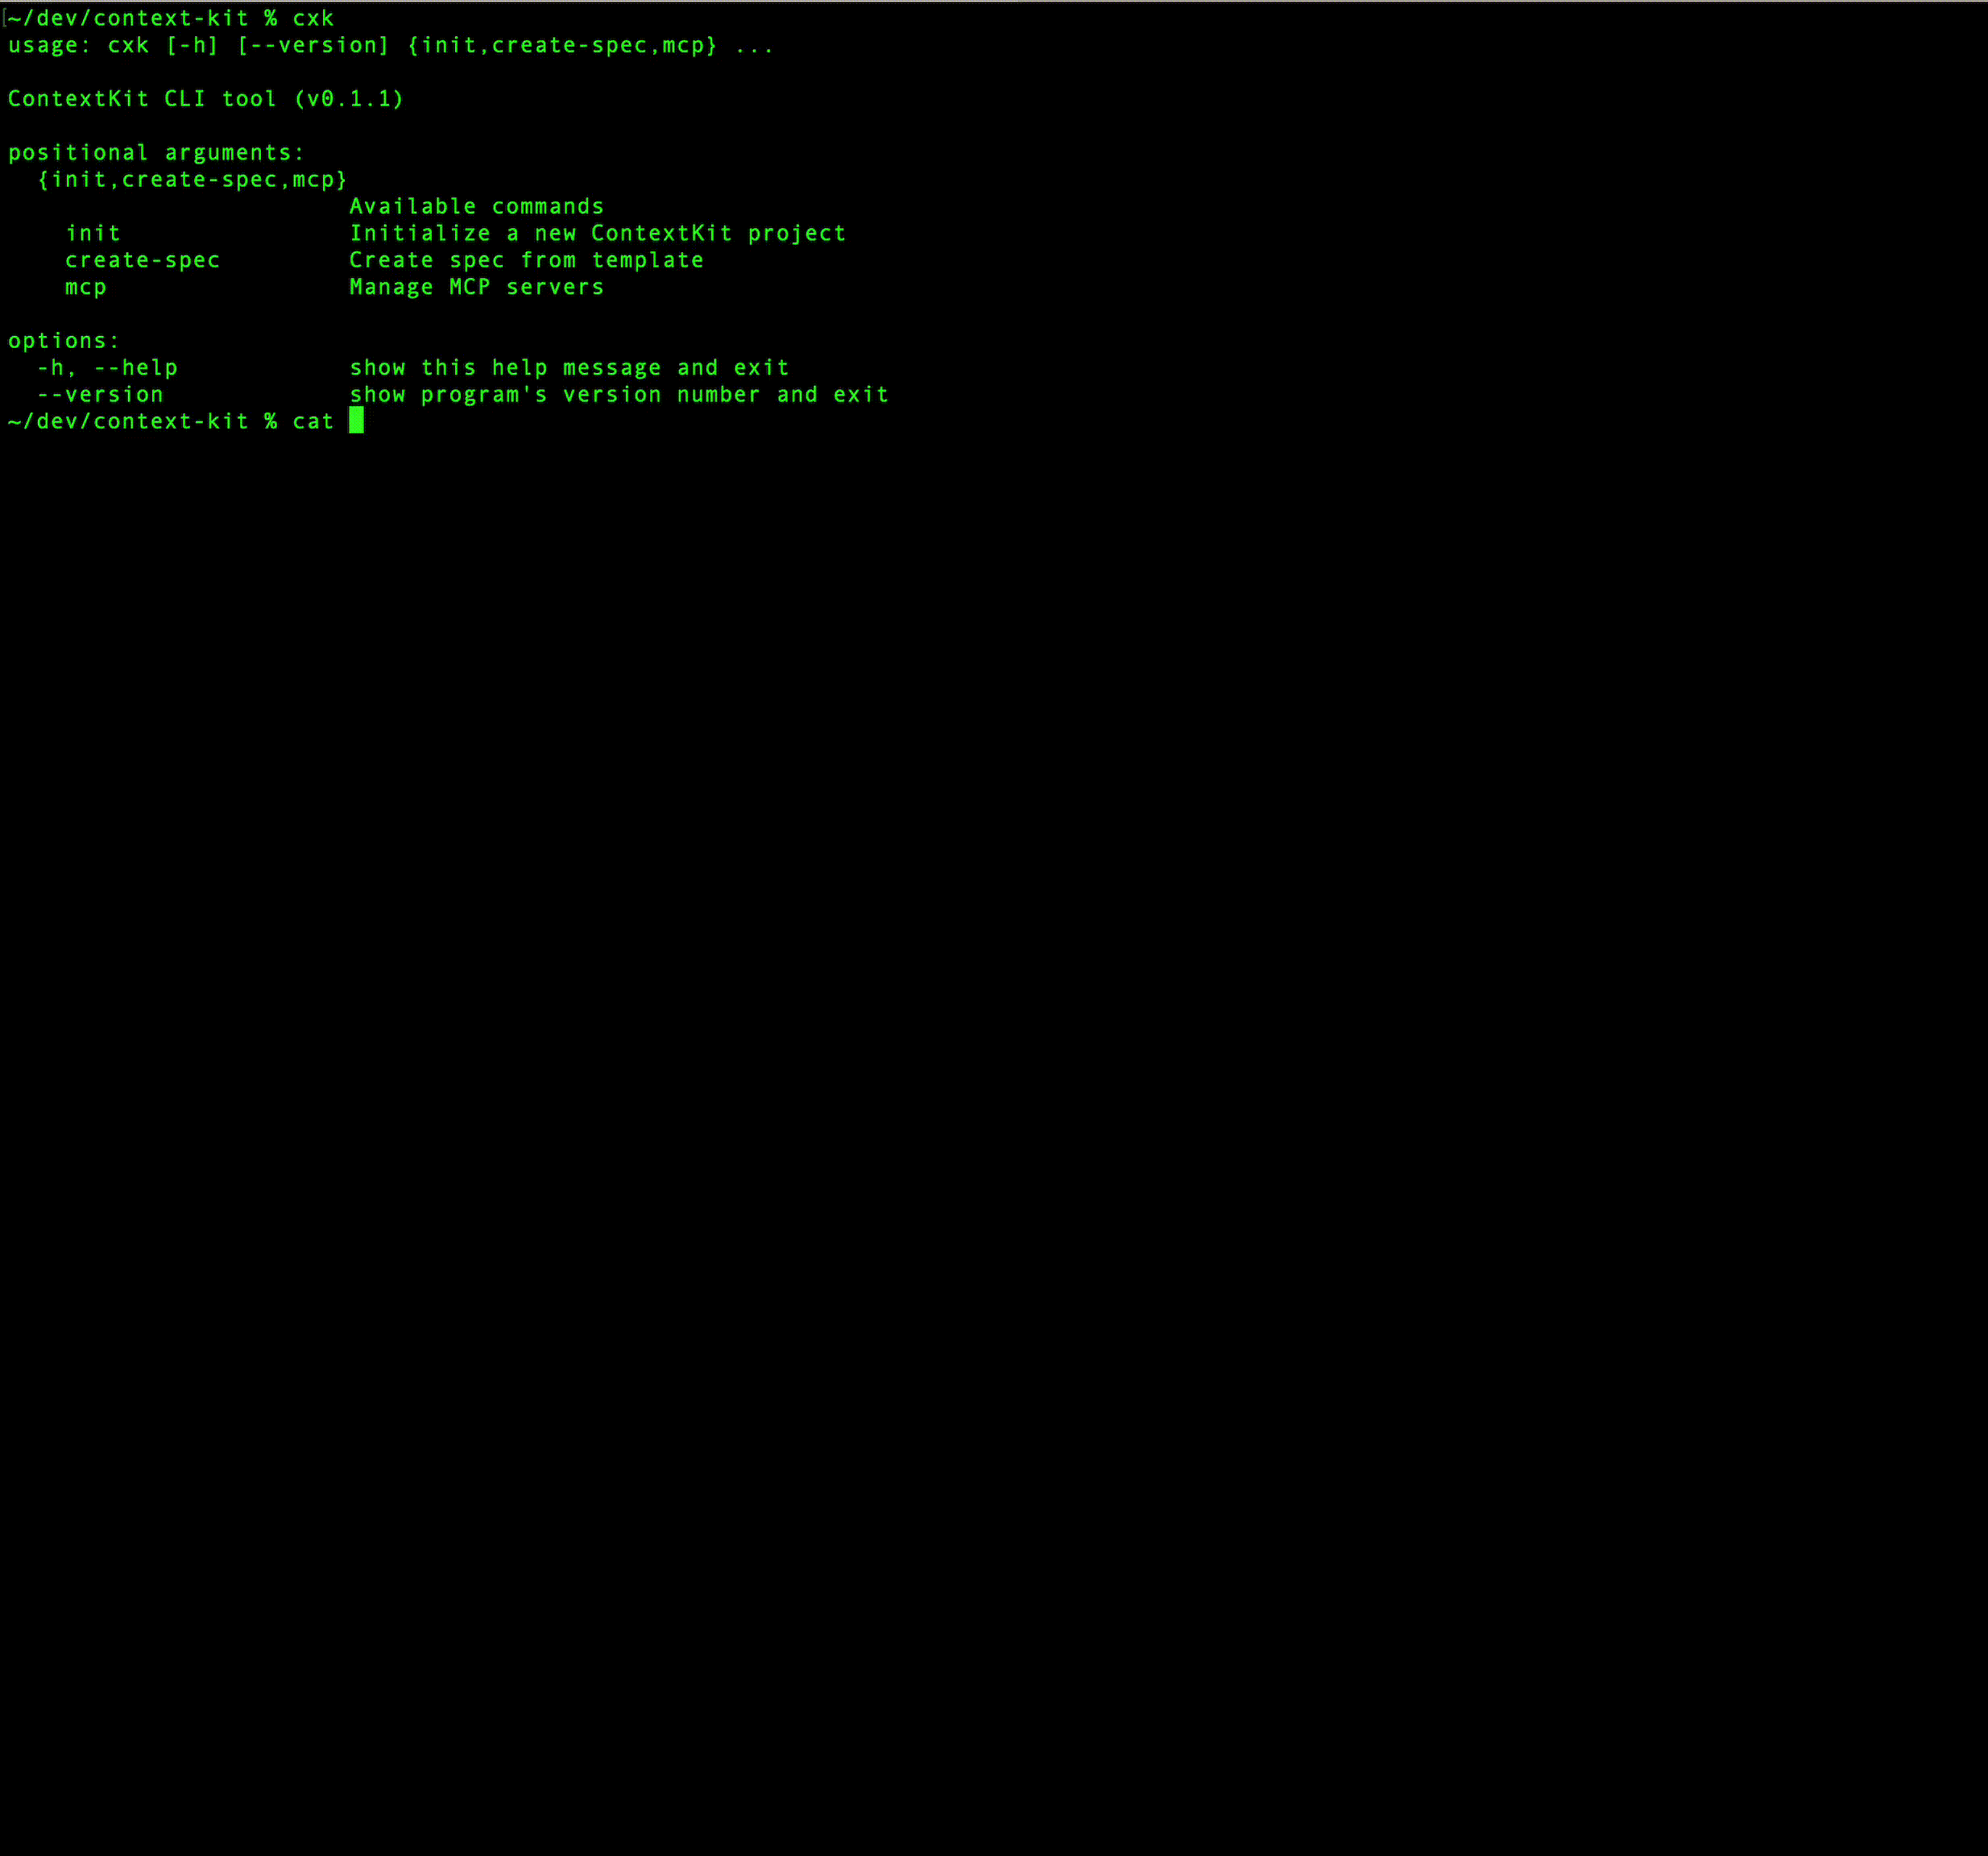 ~/dev/context-kit % cxk
usage: cxk [-h] [--version] {init,create-spec,mcp} ...
ContextKit CLI tool (v0.1.1)
positional arguments:
  {init,create-spec,mcp}
                        Available commands
    init                Initialize a new ContextKit project
    create-spec         Create spec from template
    mcp                 Manage MCP servers
options:
  -h, --help            show this help message and exit
  --version             show program's version number and exit
~/dev/context-kit % cat